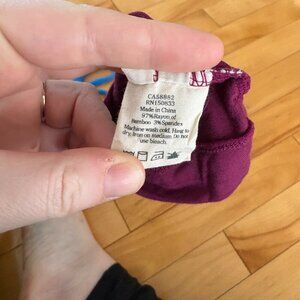 CA58852
RN150833
Made in China
97%Rayon of
Bamboo 3% Spandex
Machine wash cold. Hang to
dry. Iron on medium. Do not
use bleach.